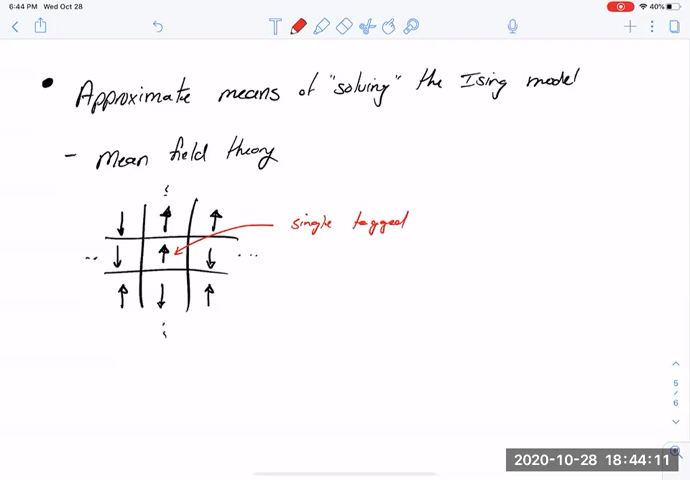 6:44 PM Wed Oct 28
40%
• Approximate means of "solving" the Ising model
- Mean field theory
single tagged
5
/
6
2020-10-28 18:44:11